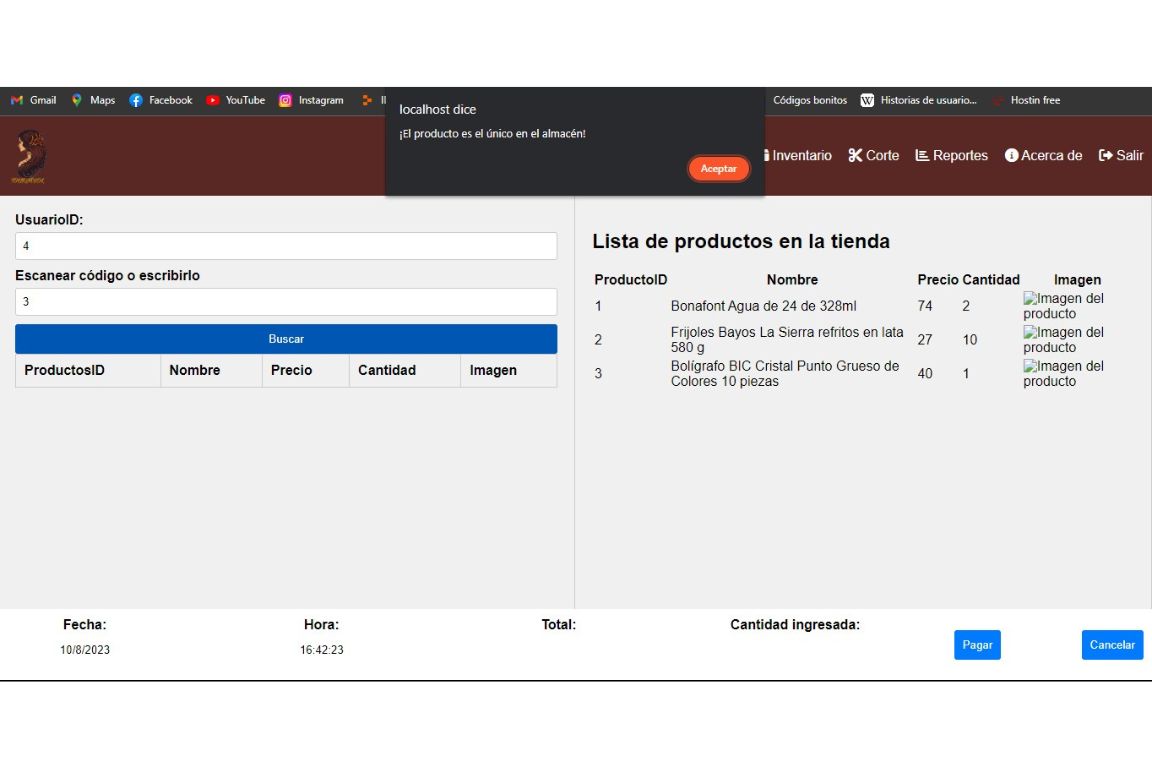 Gmail Maps Facebook YouTube Instagram
localhost dice
¡El producto es el único en el almacén!
Aceptar
Códigos bonitos Historias de usuario... Hostin free
Inventario Corte Reportes Acerca de Salir
UsuarioID:
4
Escanear código o escribirlo
3
Buscar
ProductosID Nombre Precio Cantidad Imagen
Lista de productos en la tienda
ProductoID Nombre Precio Cantidad Imagen
1 Bonafont Agua de 24 de 328ml 74 2 Imagen del
producto
2 Frijoles Bayos La Sierra refritos en lata
580 g 27 10 Imagen del
producto
3 Bolígrafo BIC Cristal Punto Grueso de
Colores 10 piezas 40 1 Imagen del
producto
Fecha: Hora: Total: Cantidad ingresada:
10/8/2023 16:42:23
Pagar Cancelar